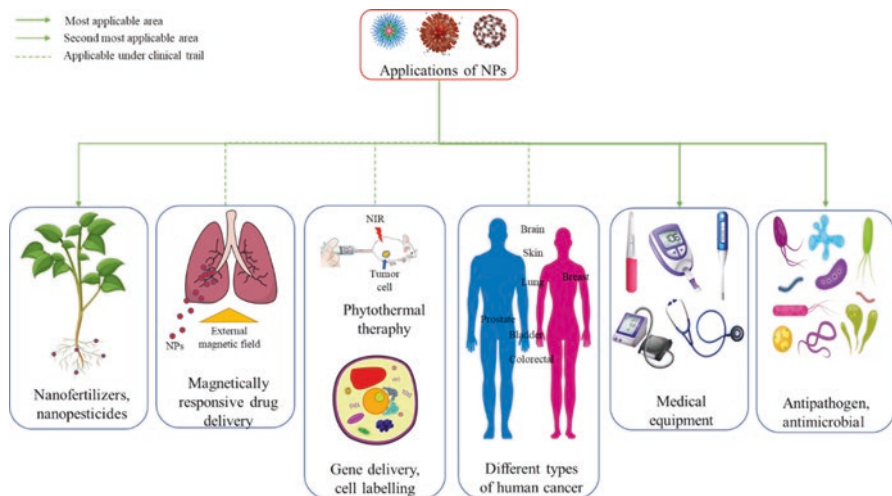 Most applicable area
Second most applicable area
Applicable under clinical trail
Applications of NPs
NPs
External
magnetic field
Nanofertilizers,
nanopesticides
Magnetically
responsive drug
delivery
NIR
Tumor
cell
Phytothermal
theraphy
Gene delivery,
cell labelling
Brain
Skin
Lung
Breast
Prostate
Bladder
Colorectal
Different types
of human cancer
Medical
equipment
Antipathogen,
antimicrobial